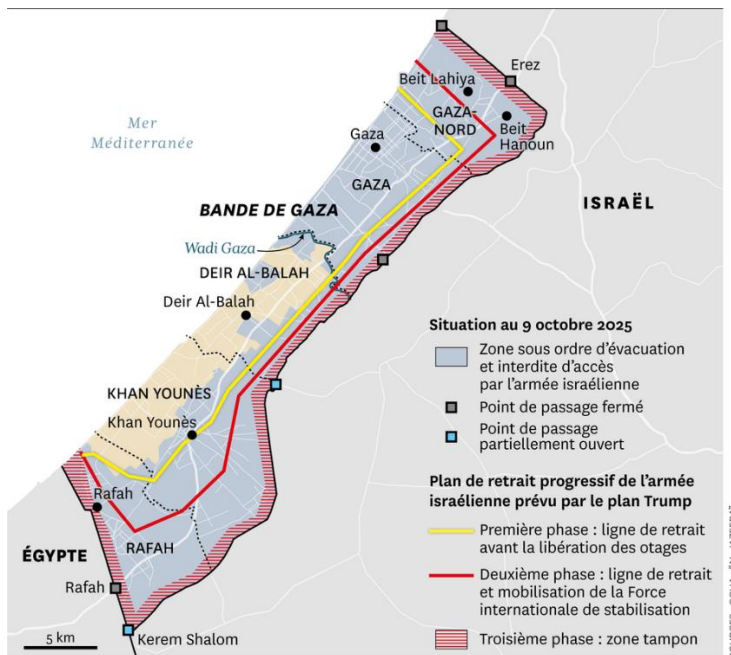 Erez
Beit Lahiya
GAZA-
NORD
Beit
Hanoun
Mer
Méditerranée
Gaza
GAZA
ISRAËL
BANDE DE GAZA
Wadi Gaza
DEIR AL-BALAH
Deir Al-Balah
KHAN YOUNÈS
Khan Younès
Rafah
RAFAH
ÉGYPTE
Rafah
Kerem Shalom
5 km
Situation au 9 octobre 2025
Zone sous ordre d’évacuation
et interdite d’accès
par l’armée israélienne
Point de passage fermé
Point de passage
partiellement ouvert
Plan de retrait progressif de l’armée
israélienne prévu par le plan Trump
Première phase : ligne de retrait
avant la libération des otages
Deuxième phase : ligne de retrait
et mobilisation de la Force
internationale de stabilisation
Troisième phase : zone tampon